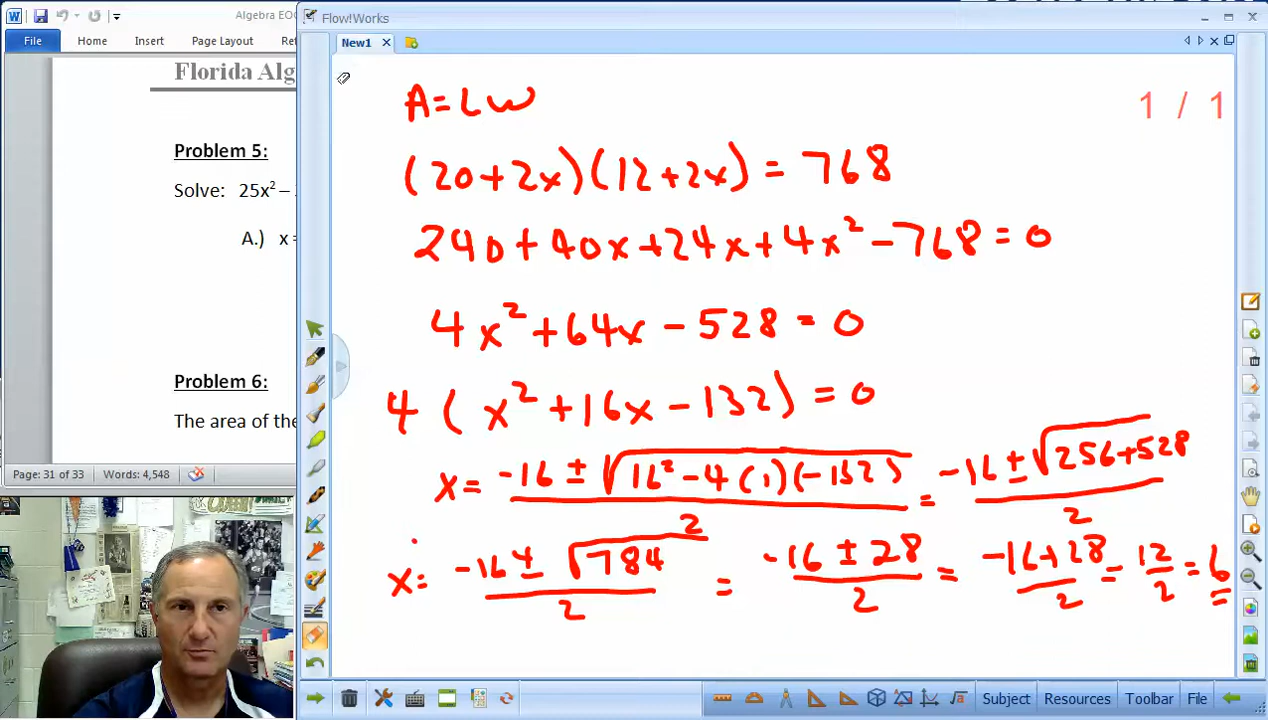 Algebra EOC
Flow!Works
File
Home
Insert
Page Layout
New1
Florida Alg
Problem 5:
Solve: 25x² –
A.) x =
Problem 6:
The area of the
Page: 31 of 33
Words: 4,548
1 / 1
A = L W
(20+2x)(12+2x) = 768
240+40x+24x+4x²-768=0
4x²+64x-528=0
4(x²+16x-132)=0
x= -16 ± √16²-4(1)(-132) / 2 = -16 ± √256+528 / 2
x= -16 ± √784 / 2 = -16 ± 28 / 2 = -16+28 / 2 = 12 / 2 = 6
Subject
Resources
Toolbar
File